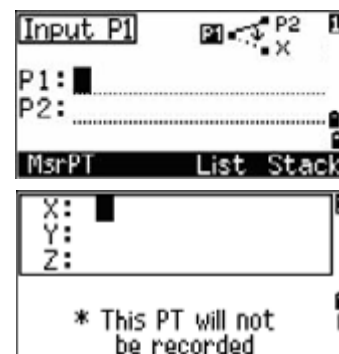 Input P1 P1 P2
X
P1:
P2:
MsrPT List Stack
X:
Y:
Z:
* This PT will not
be recorded